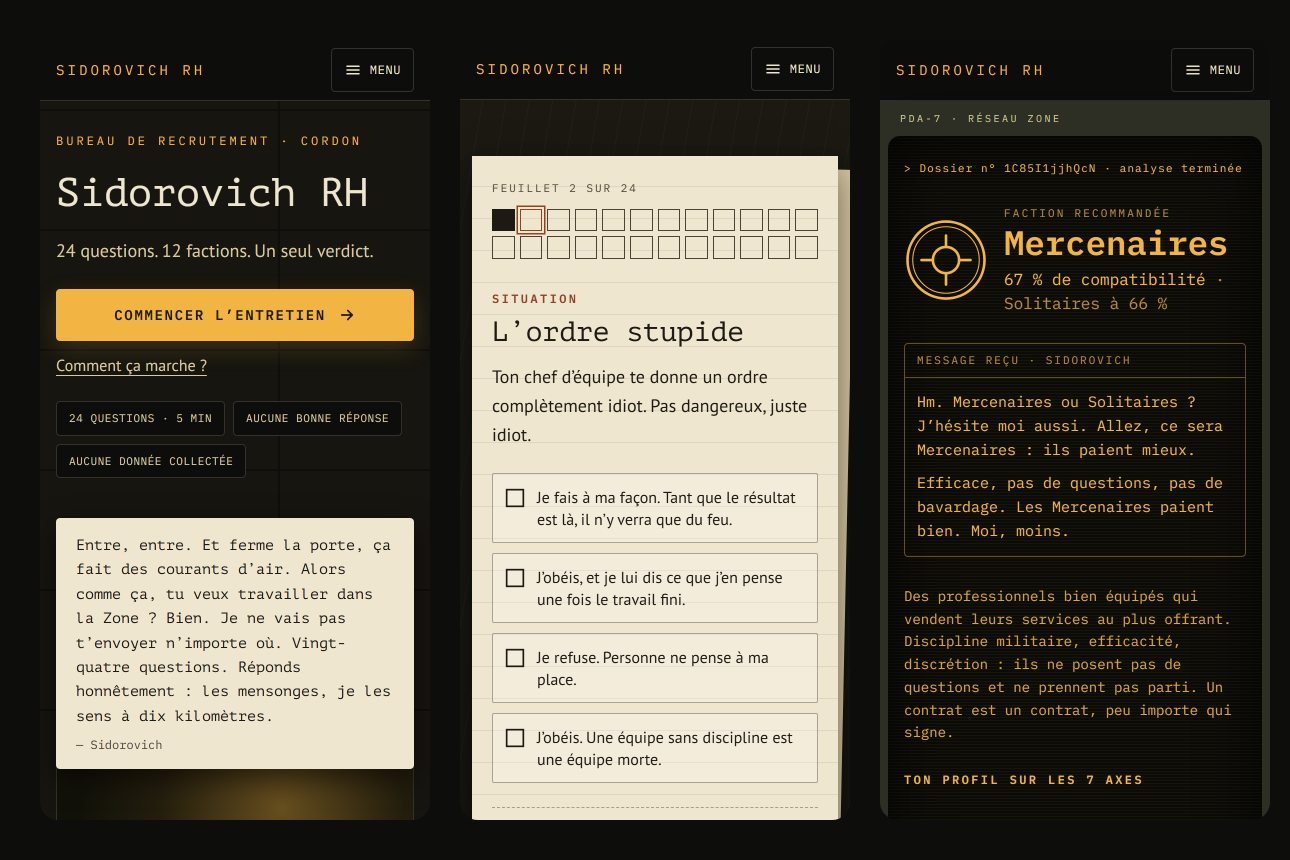 SIDOROVICH RH
MENU
BUREAU DE RECRUTEMENT · CORDON
Sidorovich RH
24 questions. 12 factions. Un seul verdict.
COMMENCER L’ENTRETIEN →
Comment ça marche ?
24 QUESTIONS · 5 MIN
AUCUNE BONNE RÉPONSE
AUCUNE DONNÉE COLLECTÉE
Entre, entre. Et ferme la porte, ça
fait des courants d’air. Alors
comme ça, tu veux travailler dans
la Zone ? Bien. Je ne vais pas
t’envoyer n’importe où. Vingt-
quatre questions. Réponds
honnêtement : les mensonges, je les
sens à dix kilomètres.
— Sidorovich
SIDOROVICH RH
MENU
FEUILLET 2 SUR 24
SITUATION
L’ordre stupide
Ton chef d’équipe te donne un ordre
complètement idiot. Pas dangereux, juste
idiot.
Je fais à ma façon. Tant que le résultat
est là, il n’y verra que du feu.
J’obéis, et je lui dis ce que j’en pense
une fois le travail fini.
Je refuse. Personne ne pense à ma
place.
J’obéis. Une équipe sans discipline est
une équipe morte.
SIDOROVICH RH
MENU
PDA-7 · RÉSEAU ZONE
> Dossier n° 1C85I1jjhQcN · analyse terminée
FACTION RECOMMANDÉE
Mercenaires
67 % de compatibilité ·
Solitaires à 66 %
MESSAGE REÇU · SIDOROVICH
Hm. Mercenaires ou Solitaires ?
J’hésite moi aussi. Allez, ce sera
Mercenaires : ils paient mieux.
Efficace, pas de questions, pas de
bavardage. Les Mercenaires paient
bien. Moi, moins.
Des professionnels bien équipés qui
vendent leurs services au plus offrant.
Discipline militaire, efficacité,
discrétion : ils ne posent pas de
questions et ne prennent pas parti. Un
contrat est un contrat, peu importe qui
signe.
TON PROFIL SUR LES 7 AXES